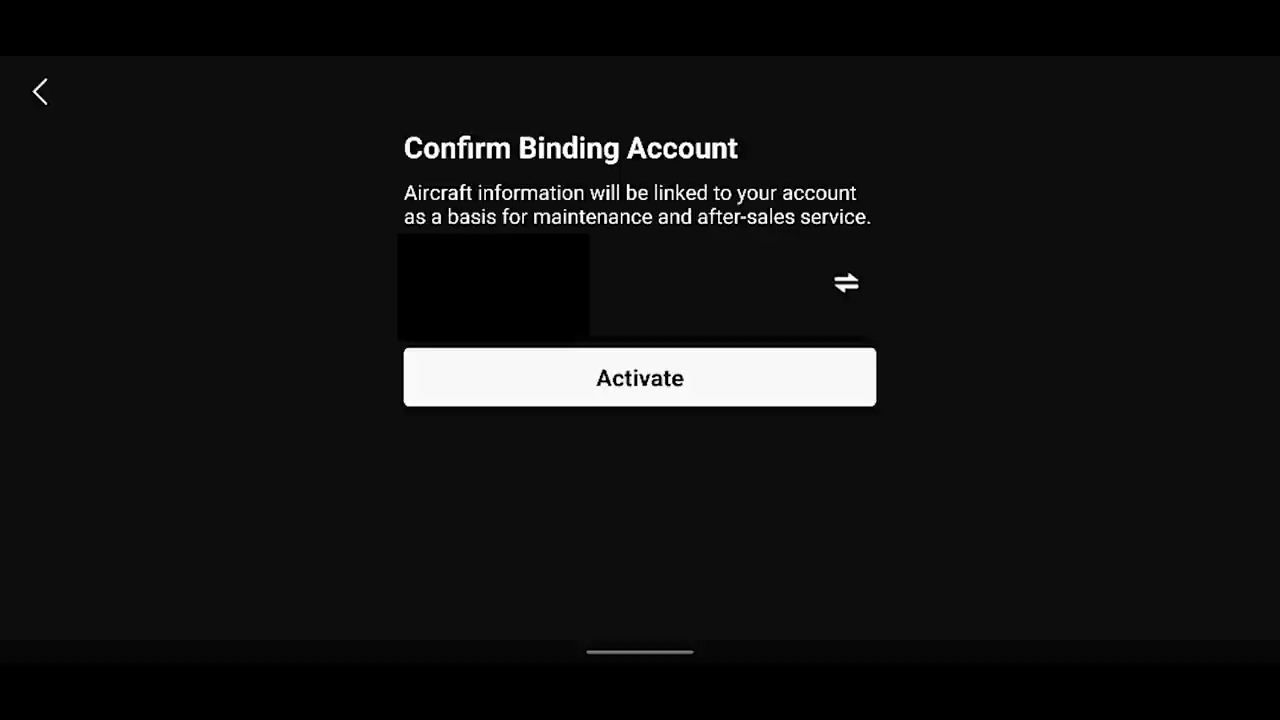 Confirm Binding Account
Aircraft information will be linked to your account
as a basis for maintenance and after-sales service.
Activate